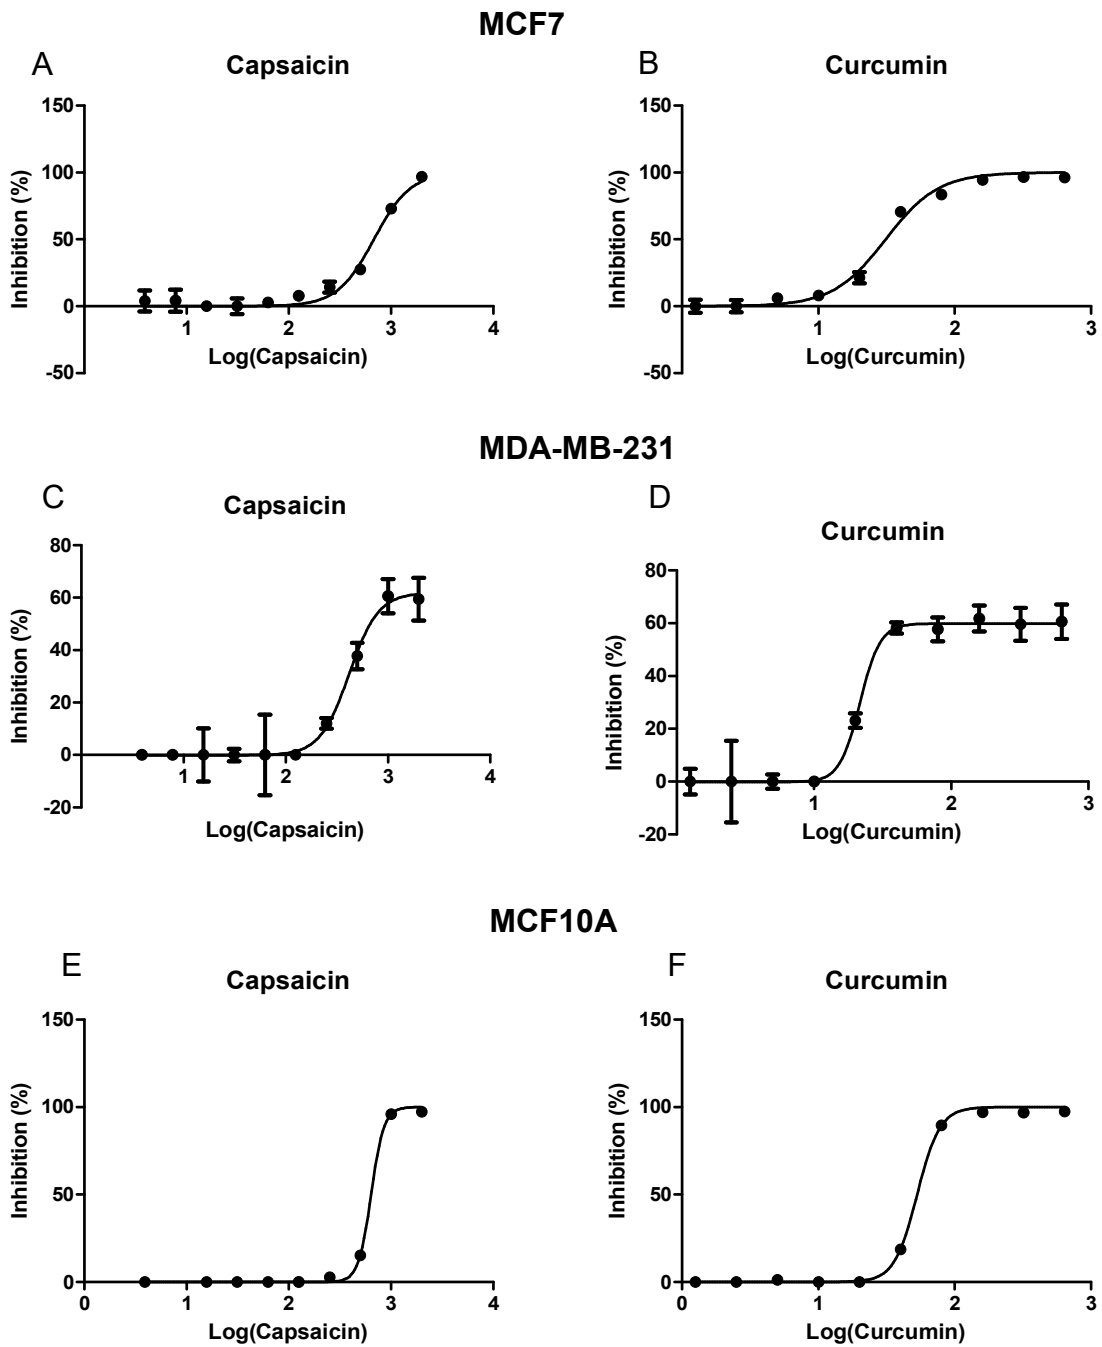 MCF7
A
Capsaicin
150
100
50
0
-50
Inhibition (%)
1 2 3 4
Log(Capsaicin)
B
Curcumin
150
100
50
0
-50
Inhibition (%)
1 2 3
Log(Curcumin)
MDA-MB-231
C
Capsaicin
80
60
40
20
0
-20
Inhibition (%)
1 2 3 4
Log(Capsaicin)
D
Curcumin
80
60
40
20
0
-20
Inhibition (%)
1 2 3
Log(Curcumin)
MCF10A
E
Capsaicin
150
100
50
0
Inhibition (%)
0 1 2 3 4
Log(Capsaicin)
F
Curcumin
150
100
50
0
Inhibition (%)
0 1 2 3
Log(Curcumin)